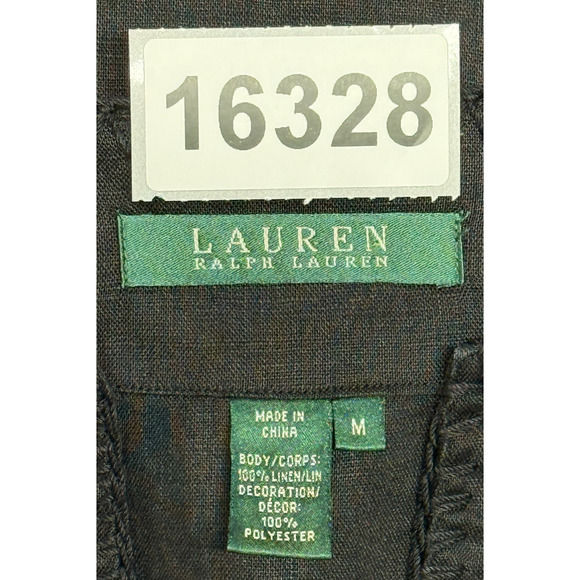 16328
LAUREN
RALPH LAUREN
MADE IN
CHINA
M
BODY/CORPS:
100% LINEN/LIN
DECORATION/
DÉCOR:
100%
POLYESTER